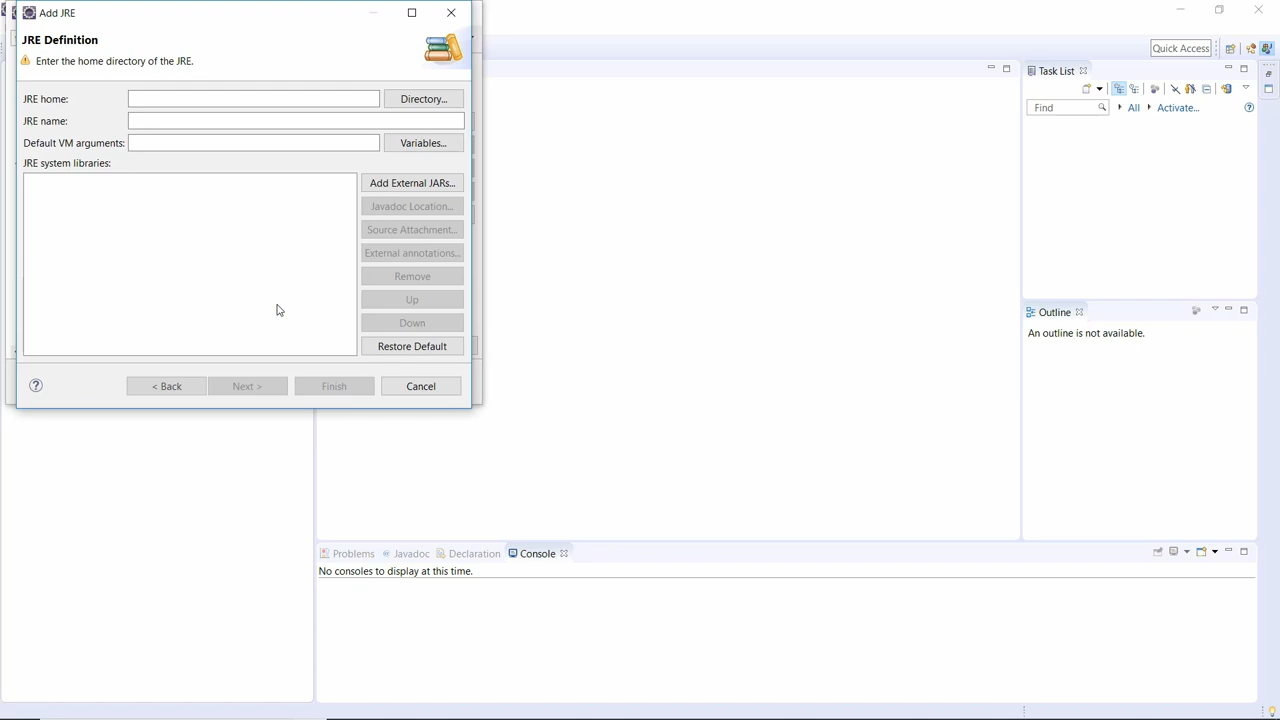 Add JRE
JRE Definition
Enter the home directory of the JRE.
JRE home:
Directory...
JRE name:
Default VM arguments:
Variables...
JRE system libraries:
Add External JARs...
Javadoc Location...
Source Attachment...
External annotations...
Remove
Up
Down
Restore Default
< Back
Next >
Finish
Cancel
Quick Access
Task List
Find
All
Activate...
Outline
An outline is not available.
Problems
Javadoc
Declaration
Console
No consoles to display at this time.